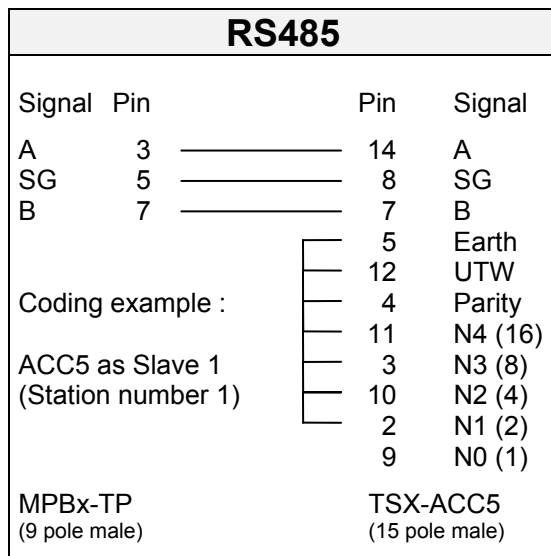 RS485
Signal Pin Pin Signal
A 3 14 A
SG 5 8 SG
B 7 7 B
5 Earth
12 UTW
Coding example : 4 Parity
11 N4 (16)
ACC5 as Slave 1 3 N3 (8)
(Station number 1) 10 N2 (4)
2 N1 (2)
9 N0 (1)
MPBx-TP TSX-ACC5
(9 pole male) (15 pole male)